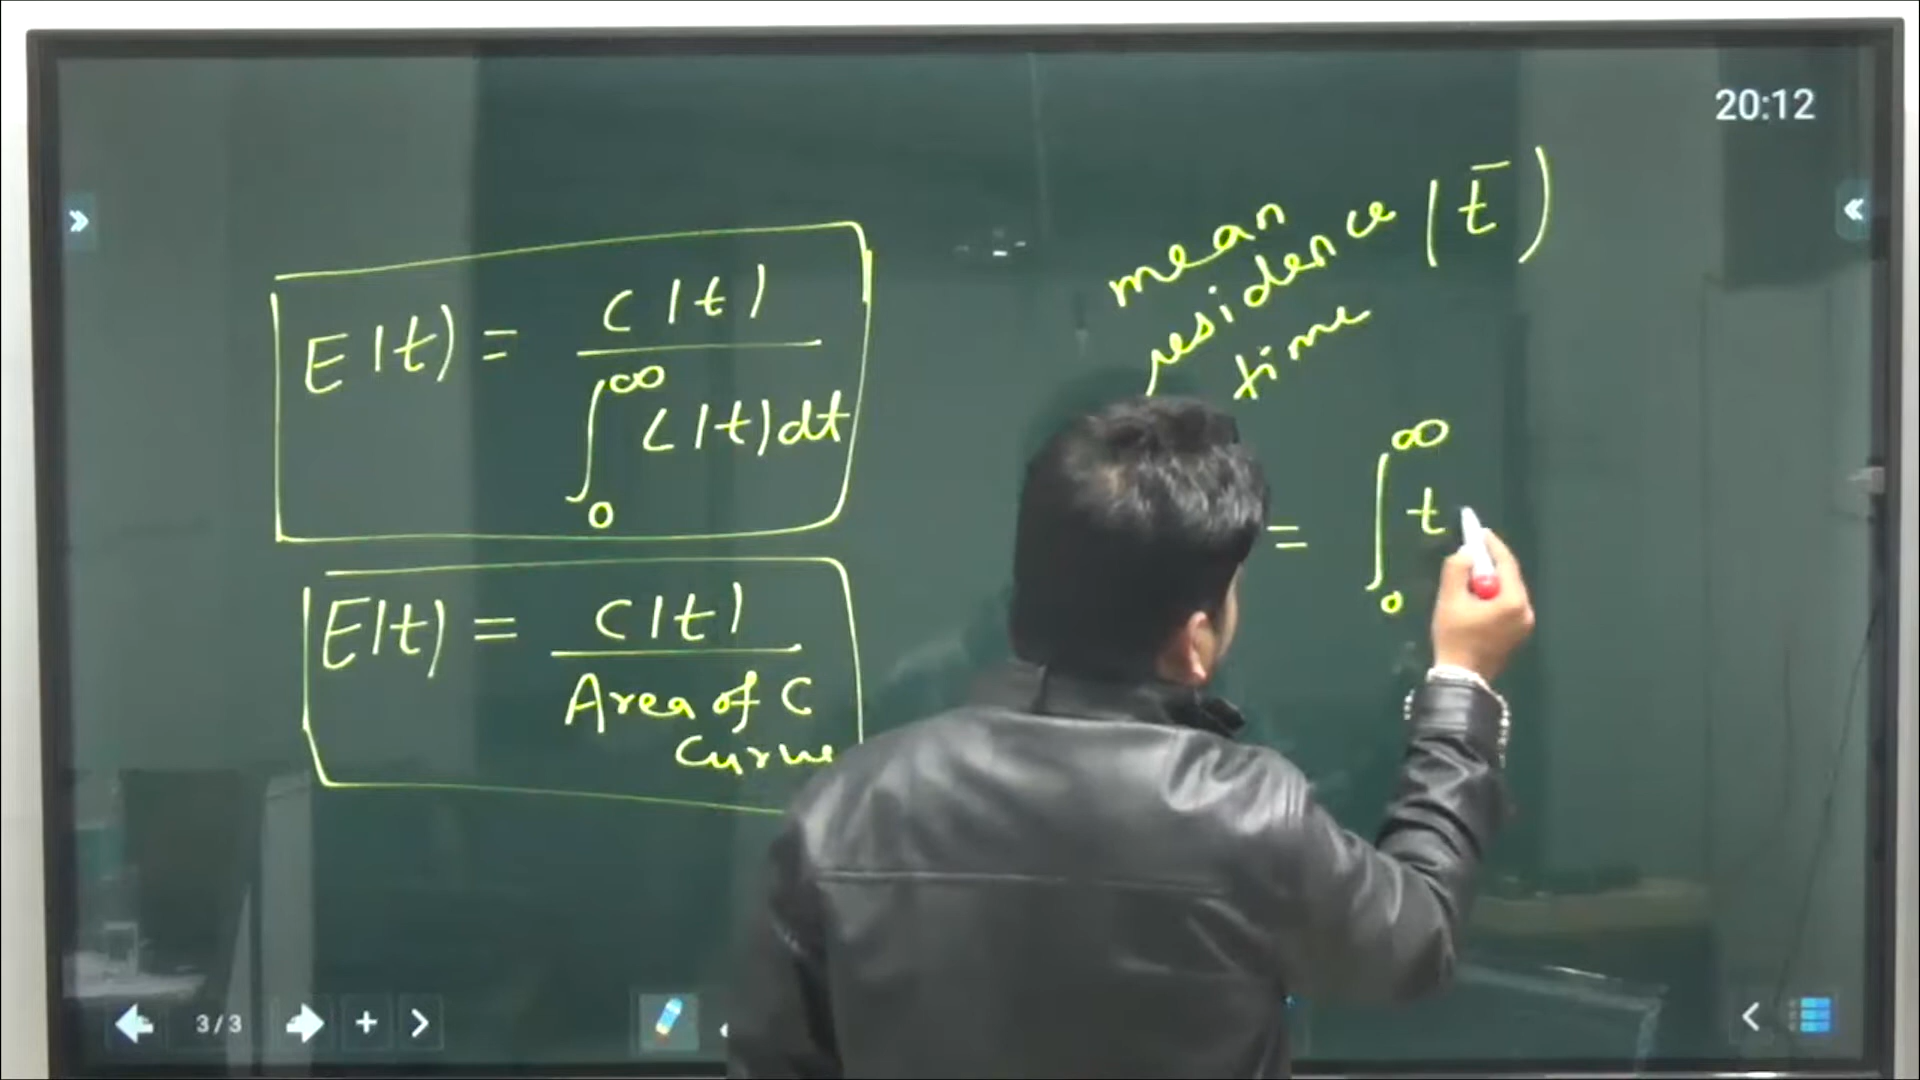 20:12
E(t) = C(t)
∫₀^∞ C(t)dt
E(t) = C(t)
Area of C
curve
mean
residence (t̄)
time
= ∫₀^∞ t
3/3